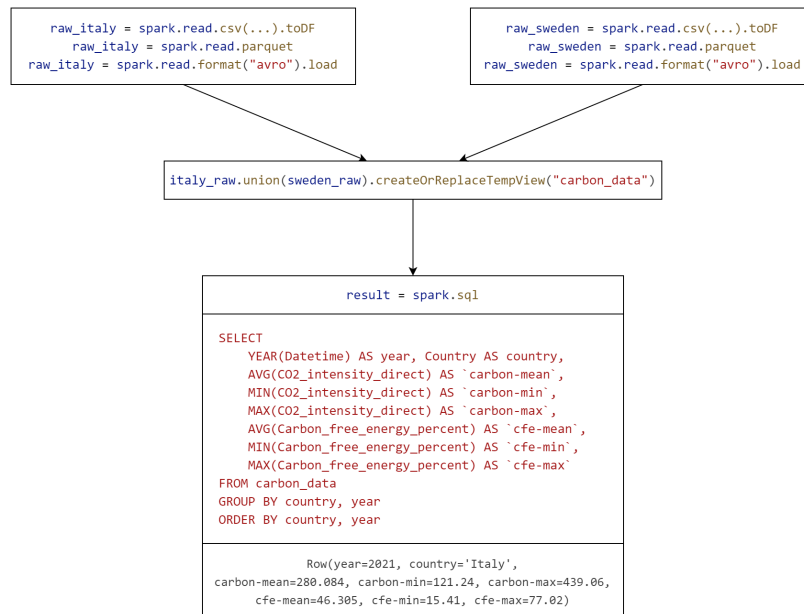 raw_italy = spark.read.csv(...).toDF
raw_italy = spark.read.parquet
raw_italy = spark.read.format("avro").load
raw_sweden = spark.read.csv(...).toDF
raw_sweden = spark.read.parquet
raw_sweden = spark.read.format("avro").load
italy_raw.union(sweden_raw).createOrReplaceTempView("carbon_data")
result = spark.sql
SELECT
    YEAR(Datetime) AS year, Country AS country,
    AVG(CO2_intensity_direct) AS `carbon-mean`,
    MIN(CO2_intensity_direct) AS `carbon-min`,
    MAX(CO2_intensity_direct) AS `carbon-max`,
    AVG(Carbon_free_energy_percent) AS `cfe-mean`,
    MIN(Carbon_free_energy_percent) AS `cfe-min`,
    MAX(Carbon_free_energy_percent) AS `cfe-max`
FROM carbon_data
GROUP BY country, year
ORDER BY country, year
Row(year=2021, country='Italy',
carbon-mean=280.084, carbon-min=121.24, carbon-max=439.06,
cfe-mean=46.305, cfe-min=15.41, cfe-max=77.02)